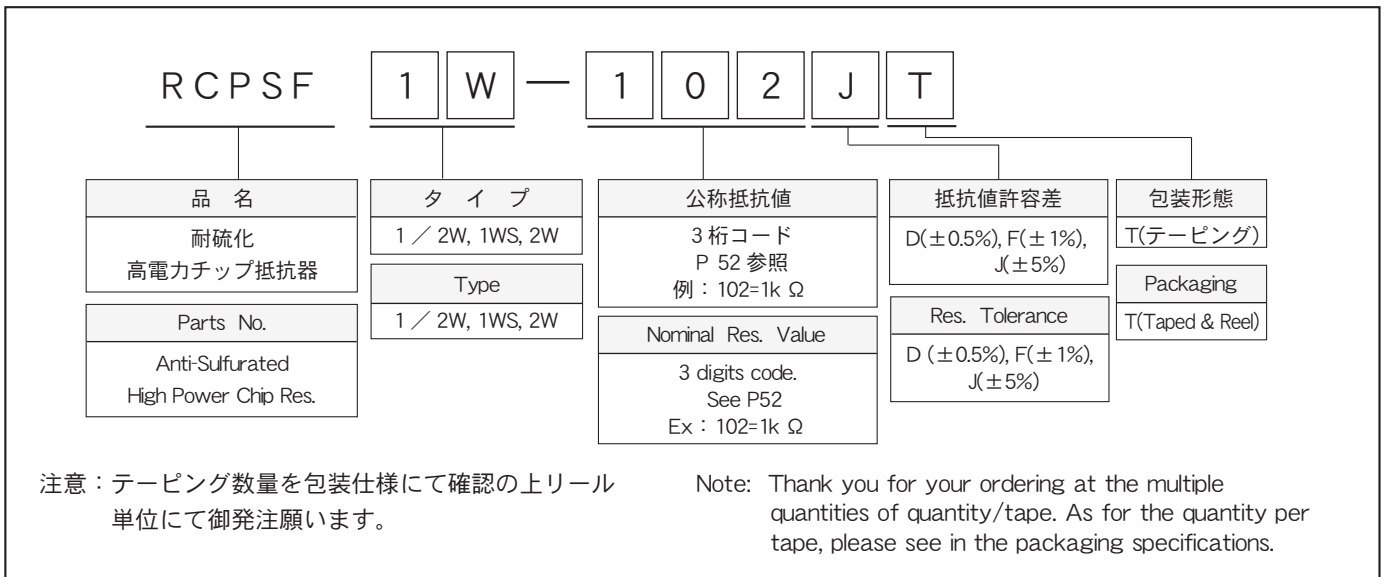 RCPSF 1 W — 1 0 2 J T
品 名
耐硫化
高電力チップ抵抗器
Parts No.
Anti-Sulfurated
High Power Chip Res.
タ イ プ
1 ／ 2W, 1WS, 2W
Type
1 ／ 2W, 1WS, 2W
公称抵抗値
3 桁コード
P 52 参照
例：102=1k Ω
Nominal Res. Value
3 digits code.
See P52
Ex：102=1k Ω
抵抗値許容差
D(±0.5%), F(±1%),
J(±5%)
Res. Tolerance
D (±0.5%), F(±1%),
J(±5%)
包装形態
T(テーピング)
Packaging
T(Taped & Reel)
注意：テーピング数量を包装仕様にて確認の上リール
単位にて御発注願います。
Note: Thank you for your ordering at the multiple
quantities of quantity/tape. As for the quantity per
tape, please see in the packaging specifications.